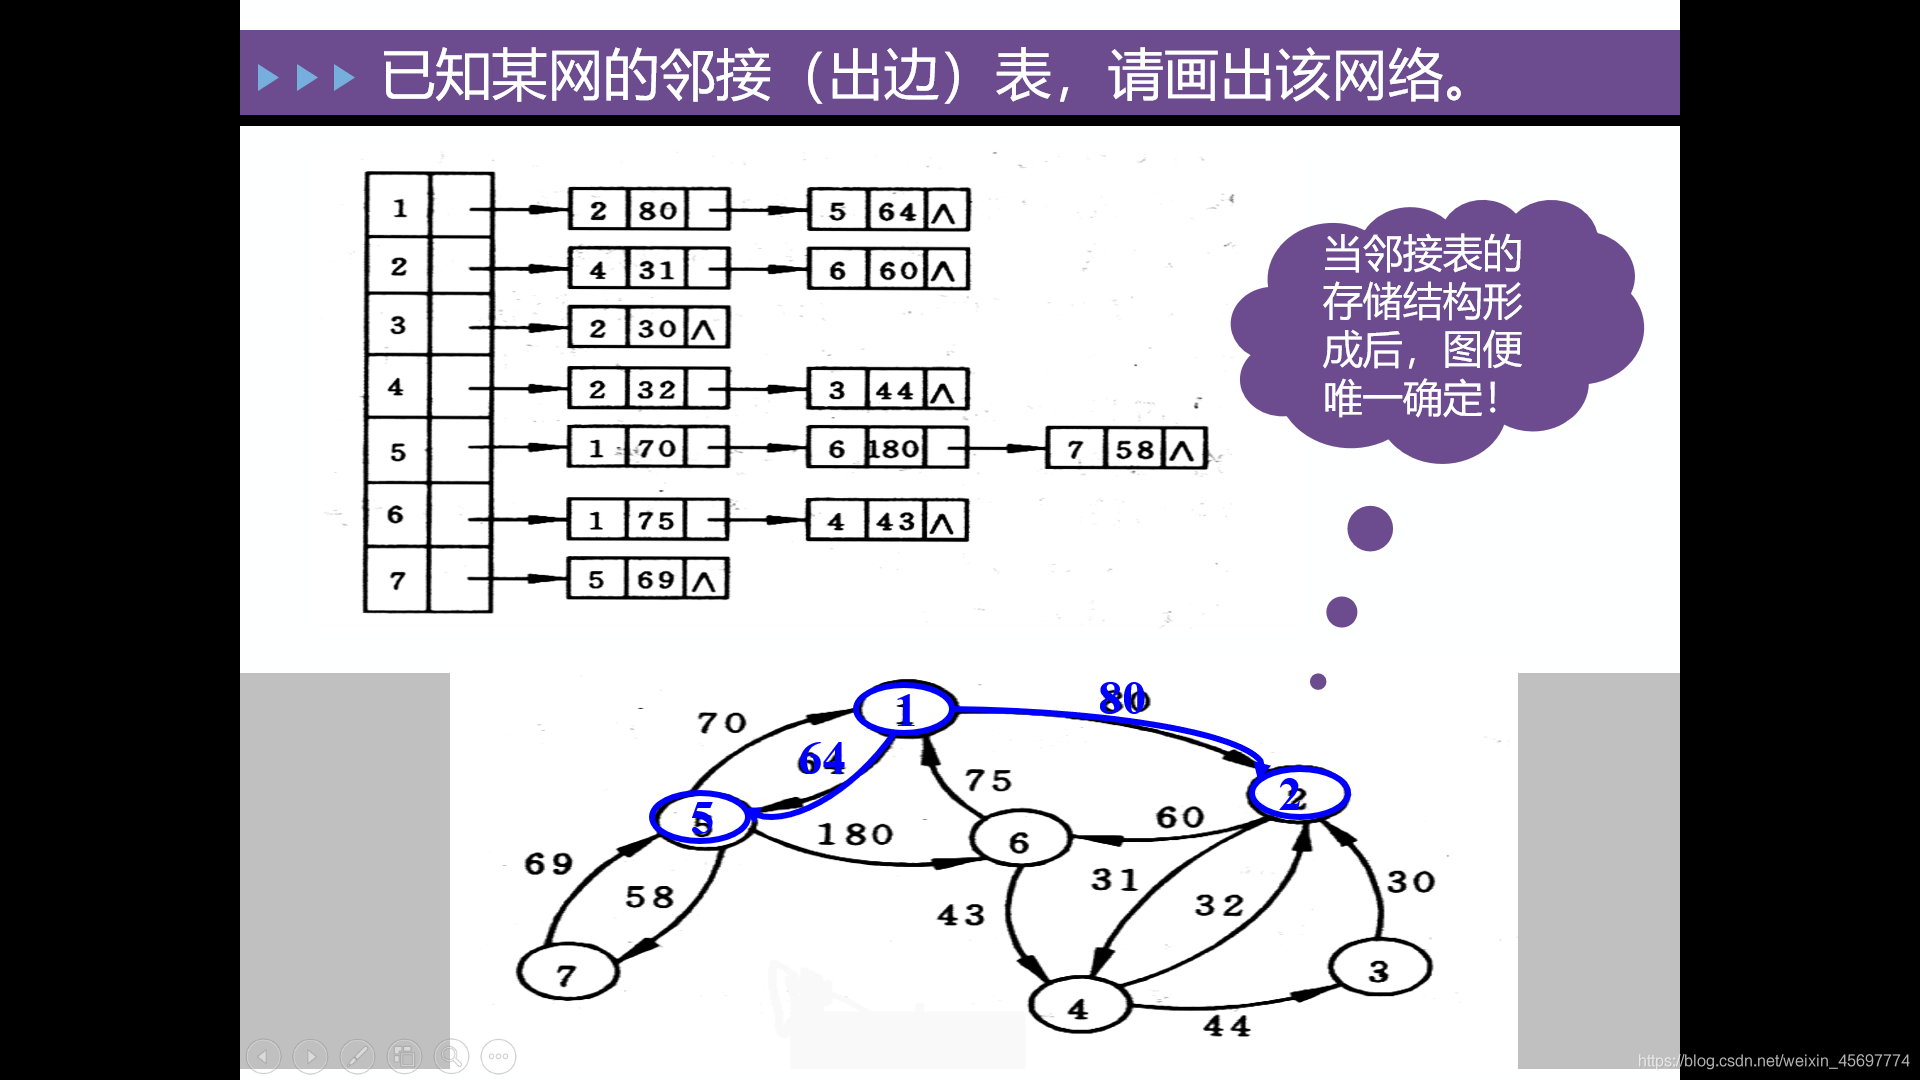 已知某网的邻接（出边）表，请画出该网络。
1 2 80 5 64 ∧
2 4 31 6 60 ∧
3 2 30 ∧
4 2 32 3 44 ∧
5 1 70 6 180 7 58 ∧
6 1 75 4 43 ∧
7 5 69 ∧
当邻接表的
存储结构形
成后，图便
唯一确定！
1
80
70
64
75
2
5
180
6
60
69
58
43
31
32
30
7
4
3
44
https://blog.csdn.net/weixin_45697774